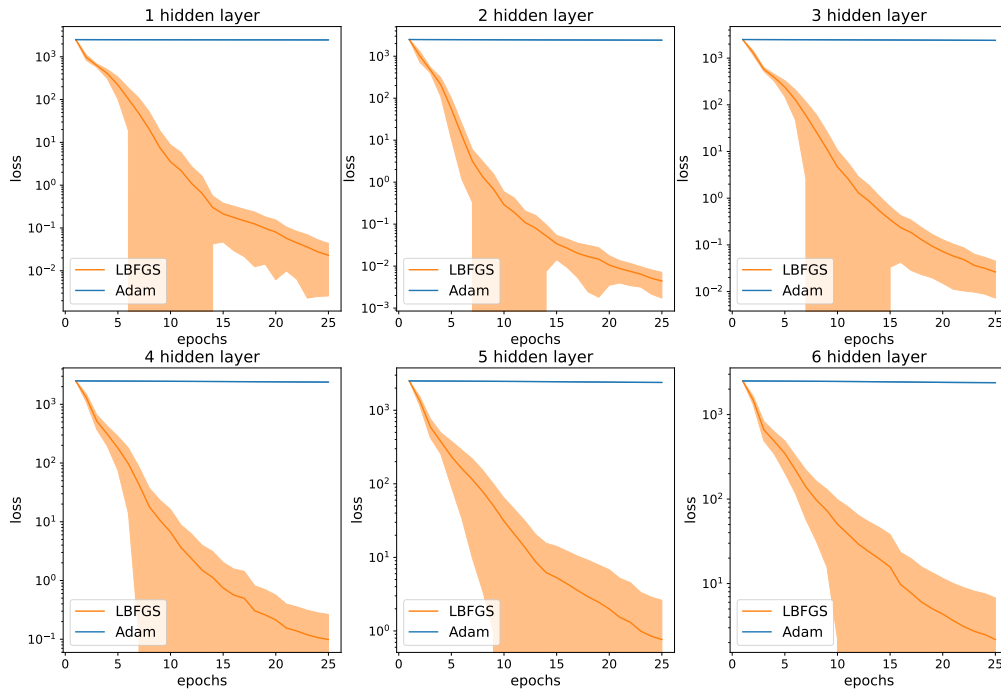 1 hidden layer
10³
10²
10¹
10⁰
10⁻¹
10⁻²
loss
LBFGS
Adam
0 5 10 15 20 25
epochs
2 hidden layer
10³
10²
10¹
10⁰
10⁻¹
10⁻²
10⁻³
loss
LBFGS
Adam
0 5 10 15 20 25
epochs
3 hidden layer
10³
10²
10¹
10⁰
10⁻¹
10⁻²
loss
LBFGS
Adam
0 5 10 15 20 25
epochs
4 hidden layer
10³
10²
10¹
10⁰
10⁻¹
loss
LBFGS
Adam
0 5 10 15 20 25
epochs
5 hidden layer
10³
10²
10¹
10⁰
loss
LBFGS
Adam
0 5 10 15 20 25
epochs
6 hidden layer
10³
10²
10¹
loss
LBFGS
Adam
0 5 10 15 20 25
epochs